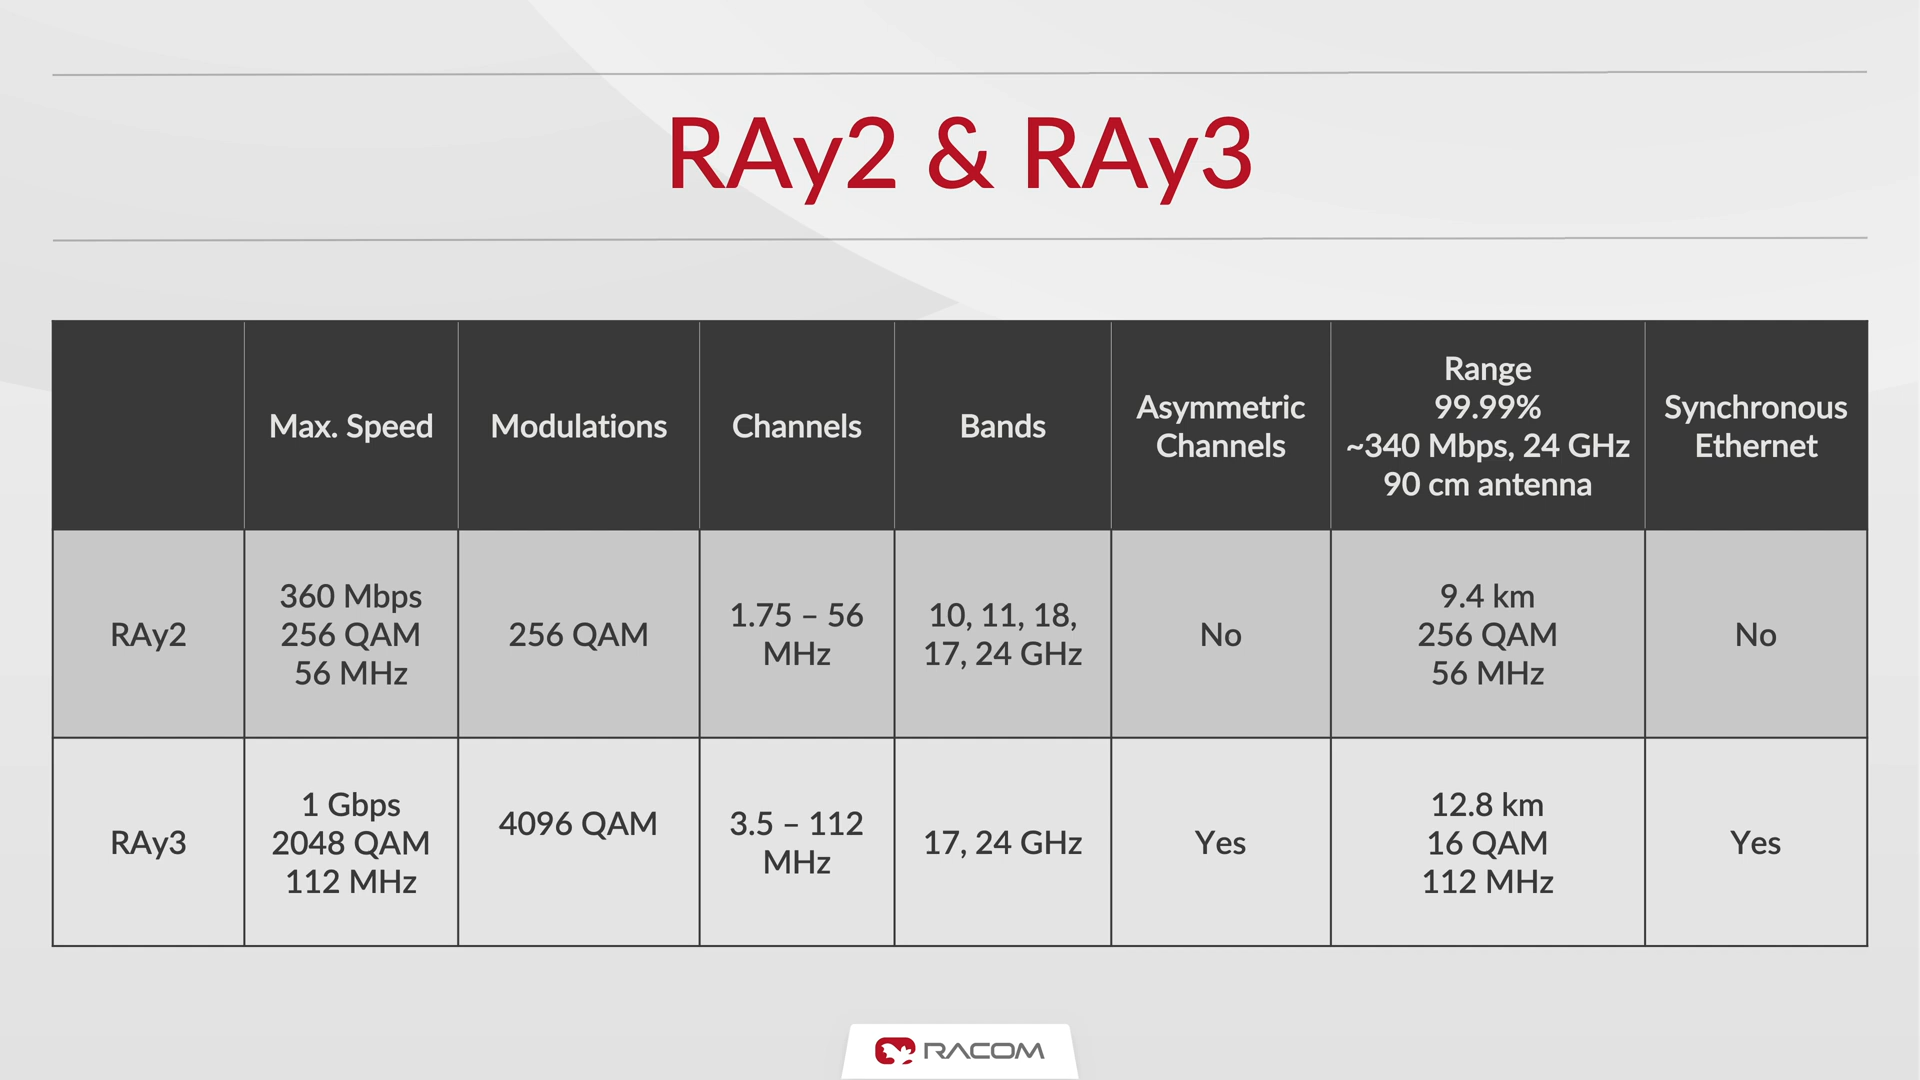 RAy2 & RAy3
Max. Speed
Modulations
Channels
Bands
Asymmetric
Channels
Range
99.99%
~340 Mbps, 24 GHz
90 cm antenna
Synchronous
Ethernet
RAy2
360 Mbps
256 QAM
56 MHz
256 QAM
1.75 – 56
MHz
10, 11, 18,
17, 24 GHz
No
9.4 km
256 QAM
56 MHz
No
RAy3
1 Gbps
2048 QAM
112 MHz
4096 QAM
3.5 – 112
MHz
17, 24 GHz
Yes
12.8 km
16 QAM
112 MHz
Yes
RACOM